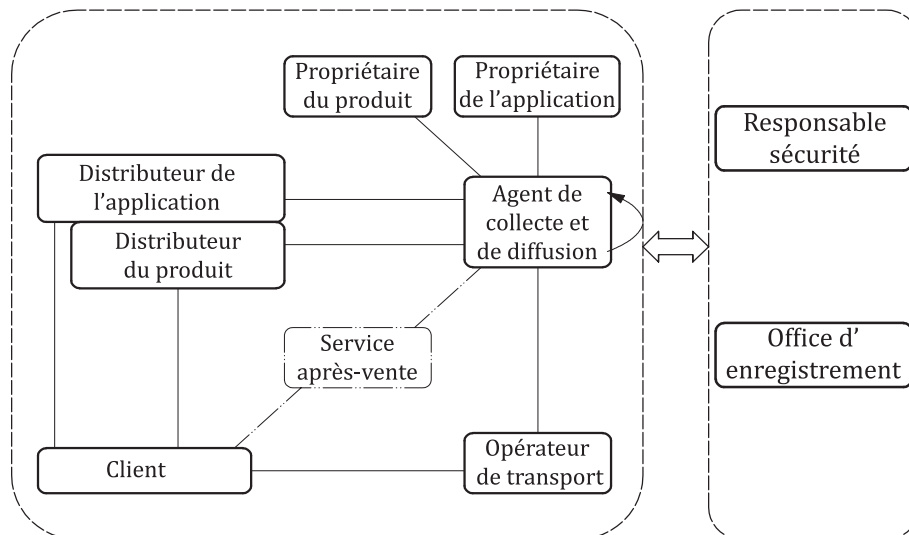 Propriétaire
du produit
Propriétaire
de l’application
Responsable
sécurité
Distributeur de
l’application
Agent de
collecte et
de diffusion
Distributeur
du produit
Service
après-vente
Office d’
enregistrement
Client
Opérateur
de transport